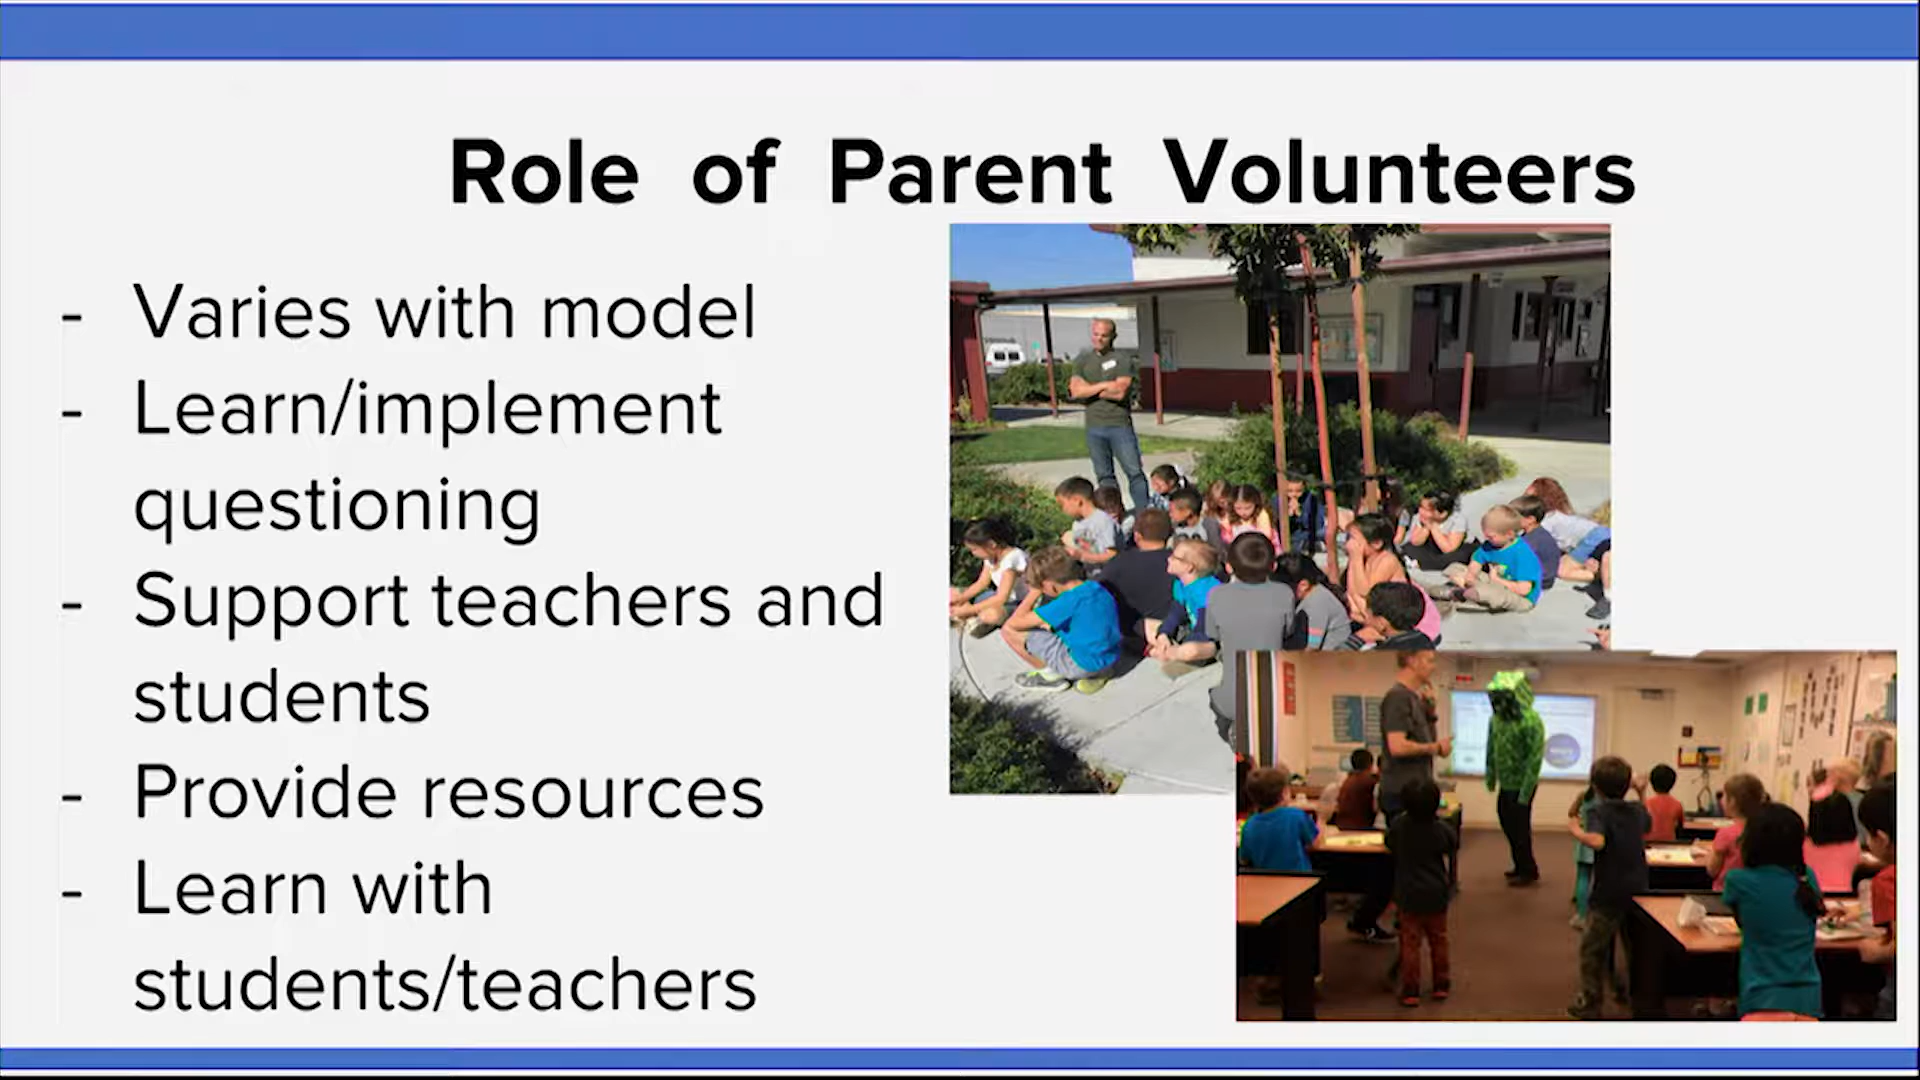 Role of Parent Volunteers
- Varies with model
- Learn/implement
questioning
- Support teachers and
students
- Provide resources
- Learn with
students/teachers